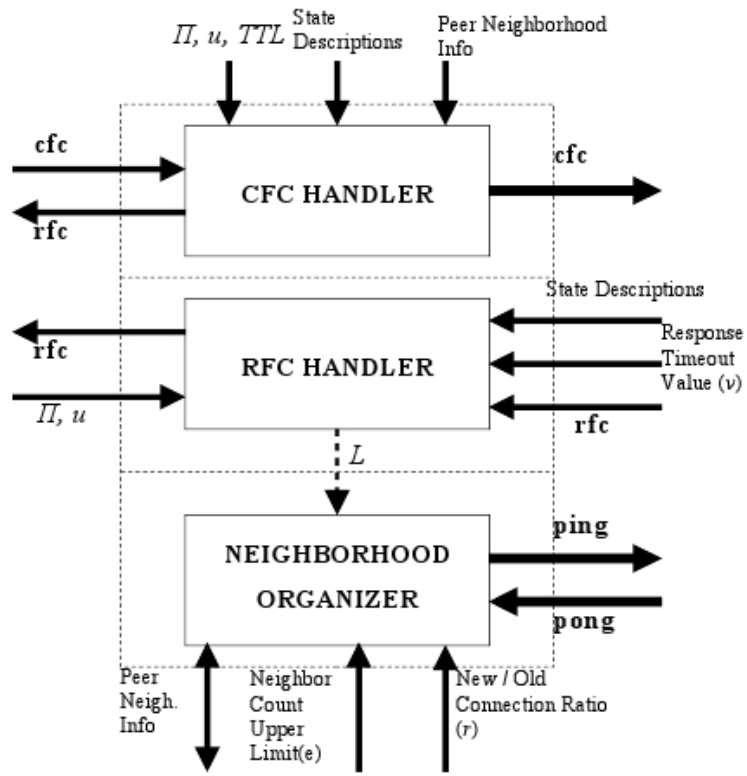 Π, u, TTL
State
Descriptions
Peer Neighborhood
Info
cfc
rfc
CFC HANDLER
cfc
State Descriptions
rfc
Π, u
RFC HANDLER
Response
Timeout
Value (v)
rfc
L
NEIGHBORHOOD
ORGANIZER
ping
pong
Peer
Neigh.
Info
Neighbor
Count
Upper
Limit(e)
New / Old
Connection Ratio
(r)